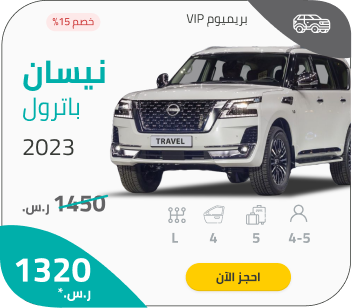 بريميوم VIP
خصم 15%
نيسان
باترول
2023
TRAVEL
1450 ر.س.
L 4 5 4-5
1320
ر.س.*
احجز الآن